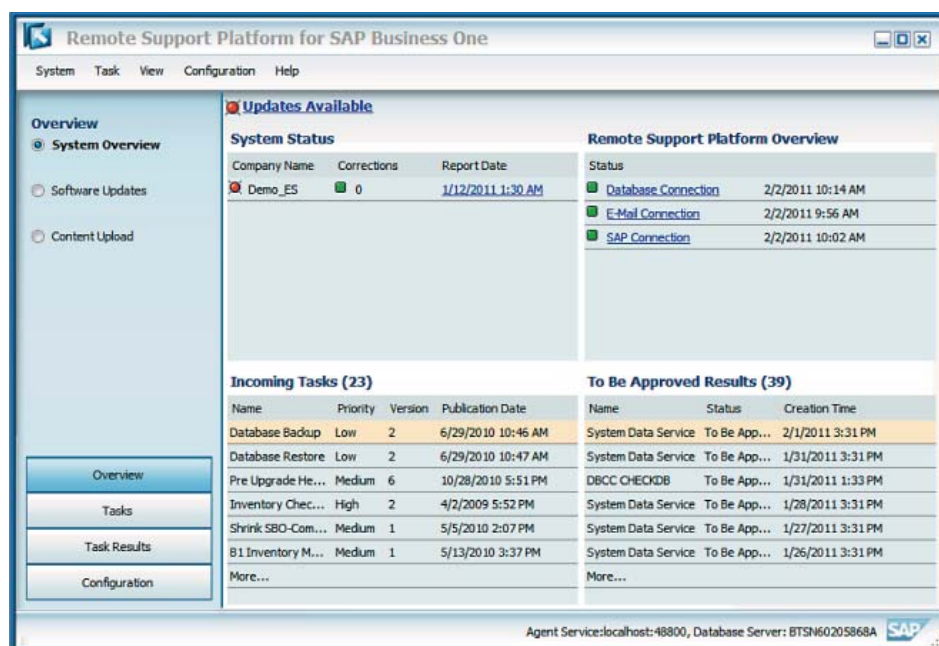 Remote Support Platform for SAP Business One
System Task View Configuration Help
Overview
System Overview
Software Updates
Content Upload
Overview
Tasks
Task Results
Configuration
Updates Available
System Status
Company Name Corrections Report Date
Demo_ES 0 1/12/2011 1:30 AM
Remote Support Platform Overview
Status
Database Connection 2/2/2011 10:14 AM
E-Mail Connection 2/2/2011 9:56 AM
SAP Connection 2/2/2011 10:02 AM
Incoming Tasks (23)
Name Priority Version Publication Date
Database Backup Low 2 6/29/2010 10:46 AM
Database Restore Low 2 6/29/2010 10:47 AM
Pre Upgrade He... Medium 6 10/28/2010 5:51 PM
Inventory Chec... High 2 4/2/2009 5:52 PM
Shrink SBO-Com... Medium 1 5/5/2010 2:07 PM
B1 Inventory M... Medium 1 5/13/2010 3:37 PM
More...
To Be Approved Results (39)
Name Status Creation Time
System Data Service To Be App... 2/1/2011 3:31 PM
System Data Service To Be App... 1/31/2011 3:31 PM
DBCC CHECKDB To Be App... 1/31/2011 1:33 PM
System Data Service To Be App... 1/28/2011 3:31 PM
System Data Service To Be App... 1/27/2011 3:31 PM
System Data Service To Be App... 1/26/2011 3:31 PM
More...
Agent Service:localhost:48800, Database Server: BTSN60205868A SAP